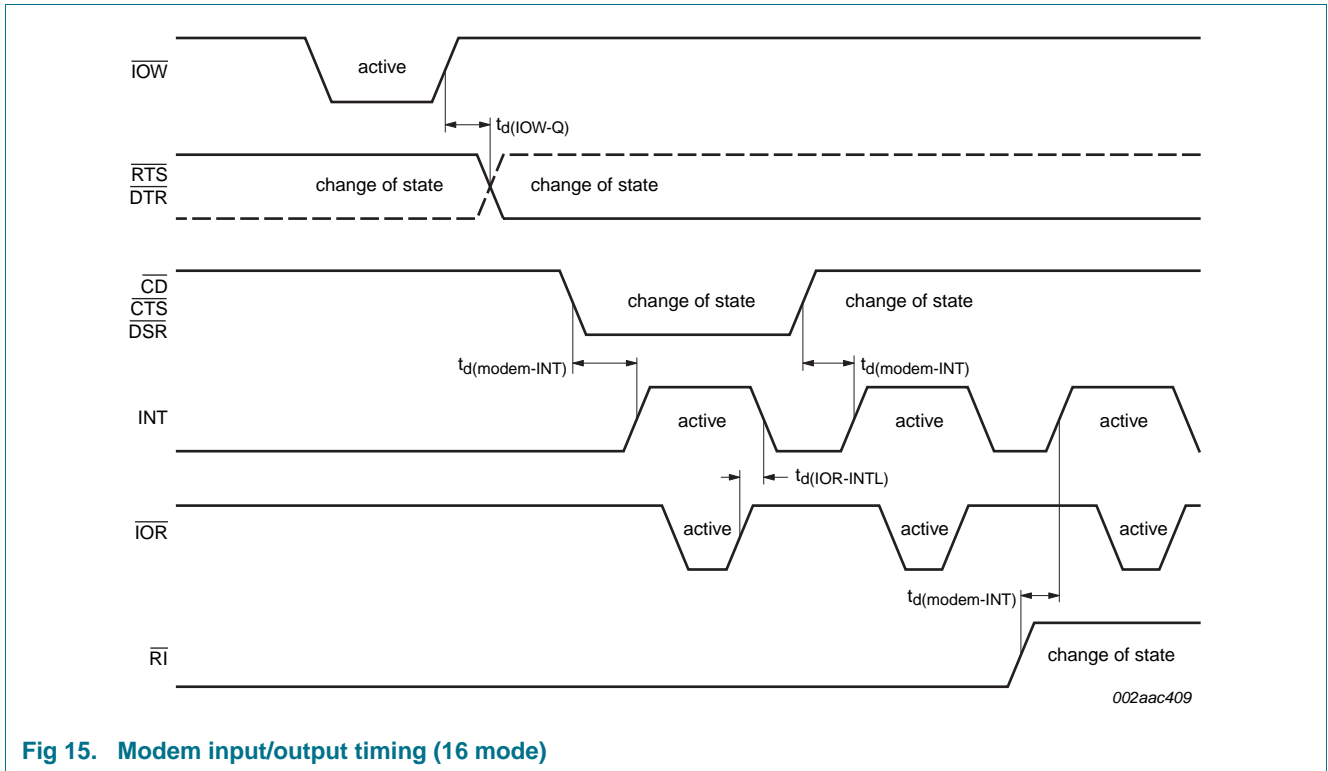 IOW
active
td(IOW-Q)
RTS
DTR
change of state
change of state
CD
CTS
DSR
change of state
change of state
td(modem-INT)
td(modem-INT)
INT
active
active
active
td(IOR-INTL)
IOR
active
active
active
td(modem-INT)
RI
change of state
002aac409
Fig 15. Modem input/output timing (16 mode)